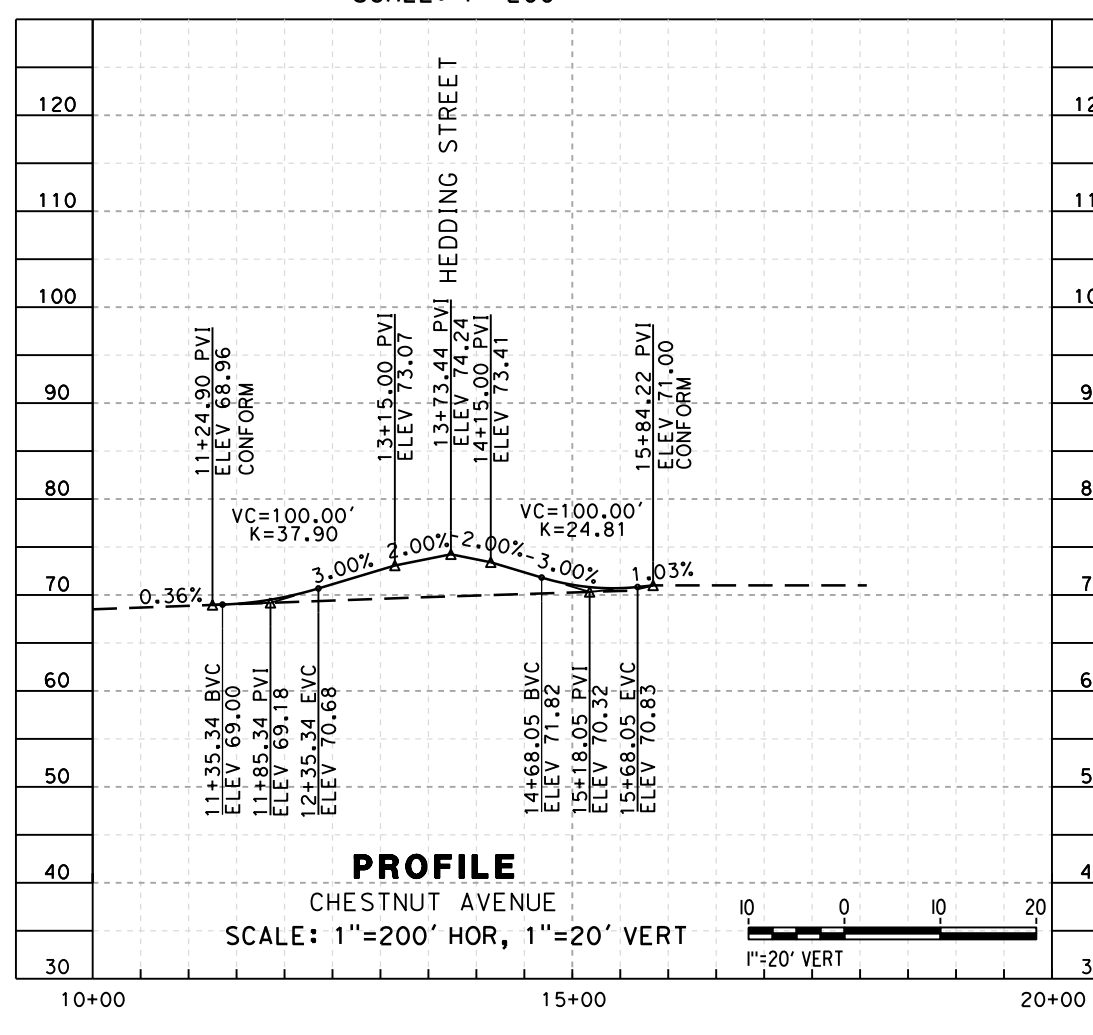 120
110
100
90
80
70
60
50
40
30
HEDDING STREET
11+24.90 PVI
ELEV 68.96
CONFORM
13+15.00 PVI
ELEV 73.07
13+73.44 PVI
ELEV 74.24
14+15.00 PVI
ELEV 73.41
15+84.22 PVI
ELEV 71.00
CONFORM
VC=100.00'
K=37.90
VC=100.00'
K=24.81
0.36%
3.00%
2.00%
-2.00%
-3.00%
1.03%
11+35.34 BVC
ELEV 69.00
11+85.34 PVI
ELEV 69.18
12+35.34 EVC
ELEV 70.68
14+68.05 BVC
ELEV 71.82
15+18.05 PVI
ELEV 70.32
15+68.05 EVC
ELEV 70.83
PROFILE
CHESTNUT AVENUE
SCALE: 1"=200' HOR, 1"=20' VERT
10 0 10 20
1"=20' VERT
10+00 15+00 20+00